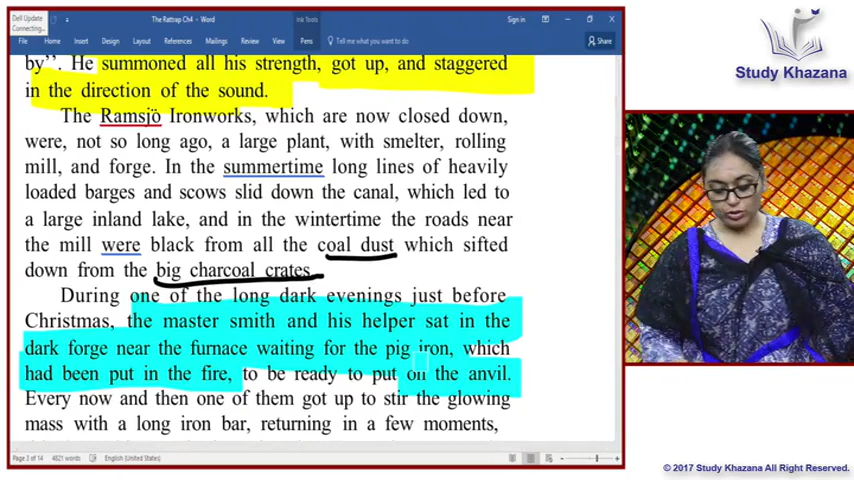 Dell Update
Connecting...
The Rattrap Ch4 - Word
Ink Tools
Sign in
File
Home
Insert
Design
Layout
References
Mailings
Review
View
Pens
Tell me what you want to do
Share
by’’. He summoned all his strength, got up, and staggered
in the direction of the sound.
The Ramsjö Ironworks, which are now closed down,
were, not so long ago, a large plant, with smelter, rolling
mill, and forge. In the summertime long lines of heavily
loaded barges and scows slid down the canal, which led to
a large inland lake, and in the wintertime the roads near
the mill were black from all the coal dust which sifted
down from the big charcoal crates.
During one of the long dark evenings just before
Christmas, the master smith and his helper sat in the
dark forge near the furnace waiting for the pig iron, which
had been put in the fire, to be ready to put on the anvil.
Every now and then one of them got up to stir the glowing
mass with a long iron bar, returning in a few moments,
Page 3 of 14
4821 words
English (United States)
Study Khazana
© 2017 Study Khazana All Right Reserved.